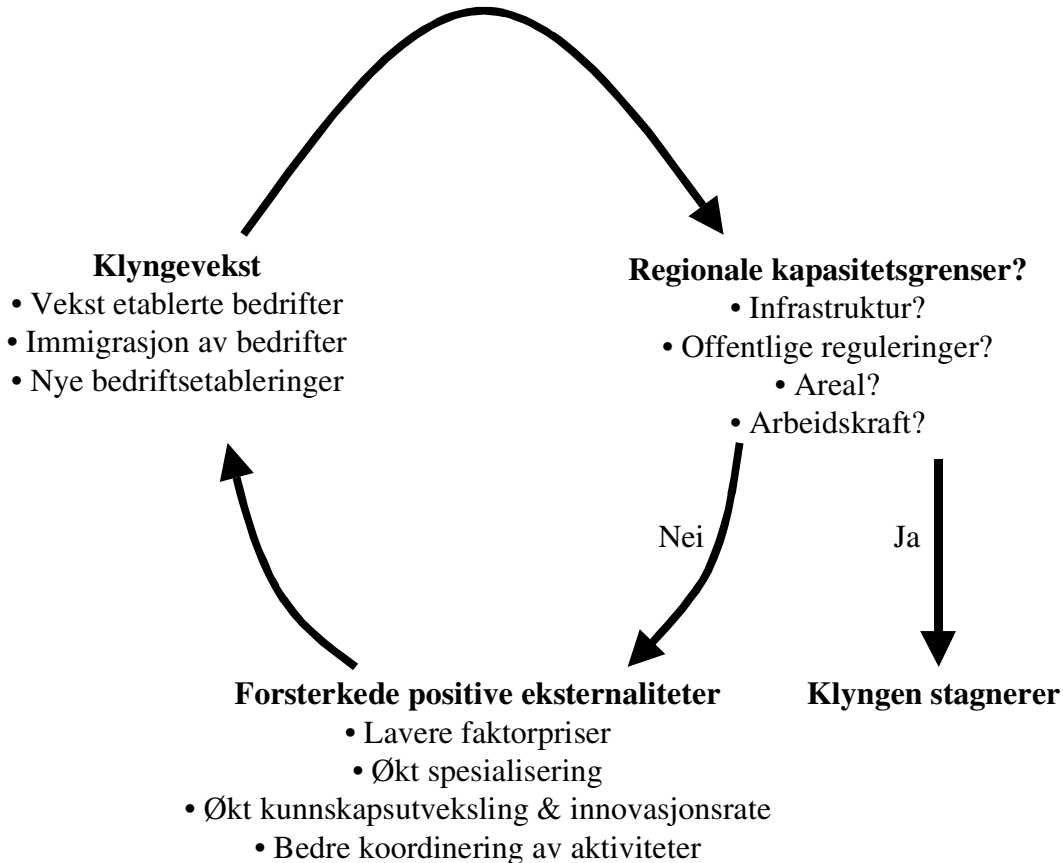 Klyngevekst
• Vekst etablerte bedrifter
• Immigrasjon av bedrifter
• Nye bedriftsetableringer
Regionale kapasitetsgrenser?
• Infrastruktur?
• Offentlige reguleringer?
• Areal?
• Arbeidskraft?
Nei
Ja
Forsterkede positive eksternaliteter
• Lavere faktorpriser
• Økt spesialisering
• Økt kunnskapsutveksling & innovasjonsrate
• Bedre koordinering av aktiviteter
Klyngen stagnerer